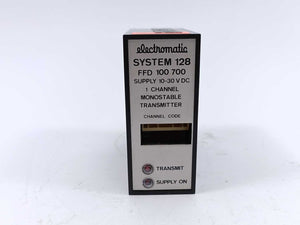 electromatic
SYSTEM 128
FFD 100 700
SUPPLY 10-30 V DC
1 CHANNEL
MONOSTABLE
TRANSMITTER
CHANNEL CODE
TRANSMIT
SUPPLY ON